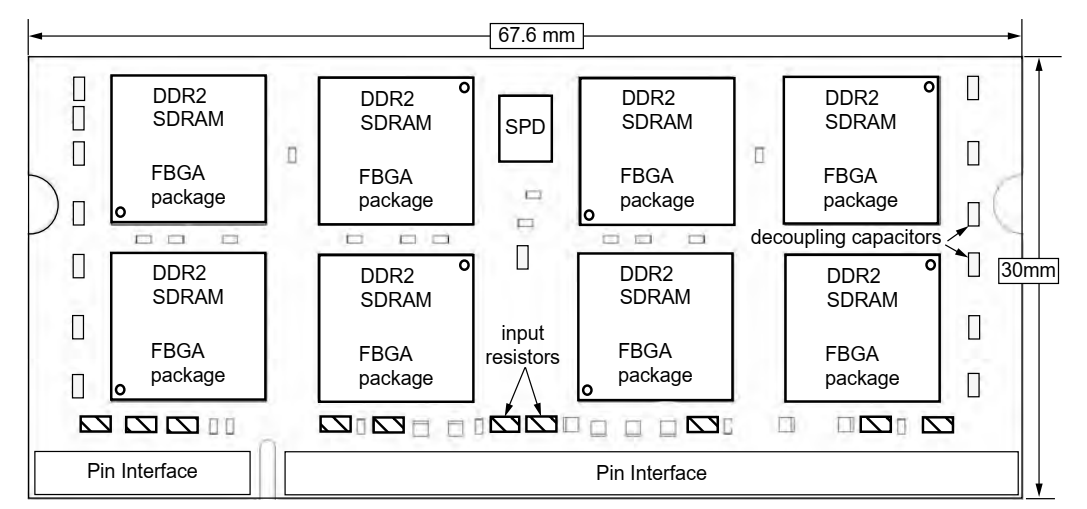 67.6 mm
DDR2
SDRAM
FBGA
package
DDR2
SDRAM
FBGA
package
SPD
DDR2
SDRAM
FBGA
package
DDR2
SDRAM
FBGA
package
decoupling capacitors
30mm
DDR2
SDRAM
FBGA
package
DDR2
SDRAM
FBGA
package
input
resistors
DDR2
SDRAM
FBGA
package
DDR2
SDRAM
FBGA
package
Pin Interface
Pin Interface